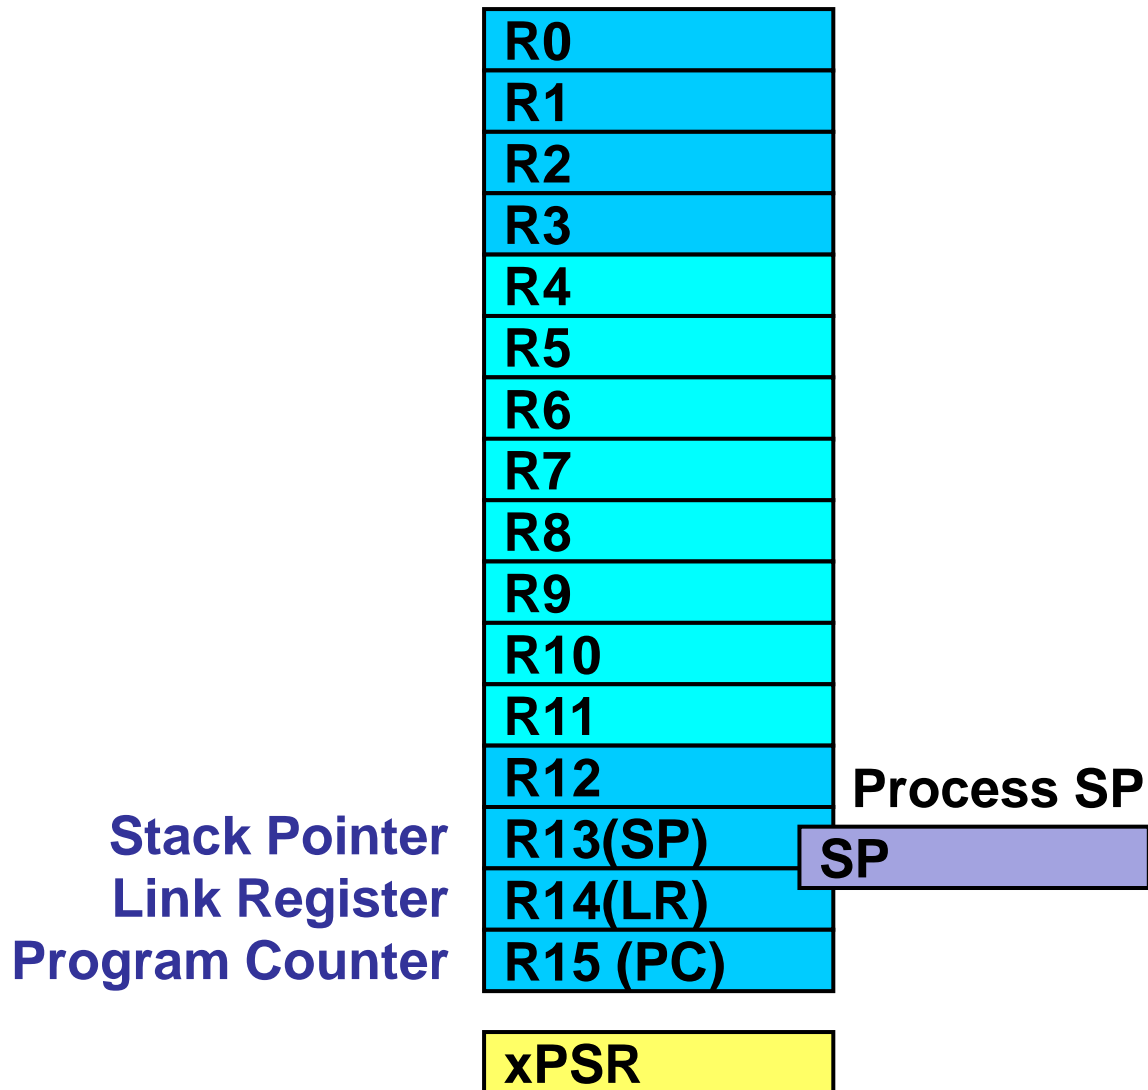 R0
R1
R2
R3
R4
R5
R6
R7
R8
R9
R10
R11
R12
Process SP
Stack Pointer R13(SP) SP
Link Register R14(LR)
Program Counter R15 (PC)
xPSR